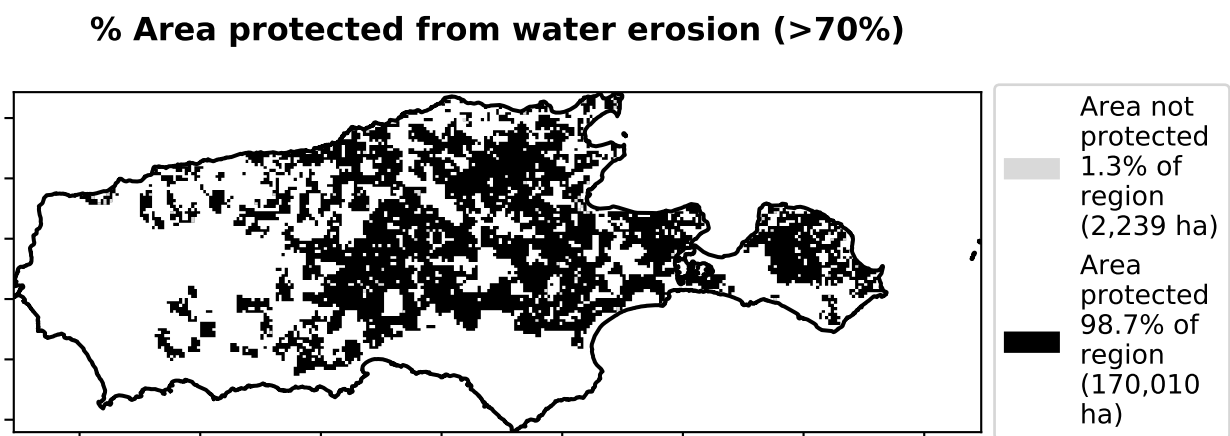 % Area protected from water erosion (>70%)
Area not
protected
1.3% of
region
(2,239 ha)
Area
protected
98.7% of
region
(170,010
ha)